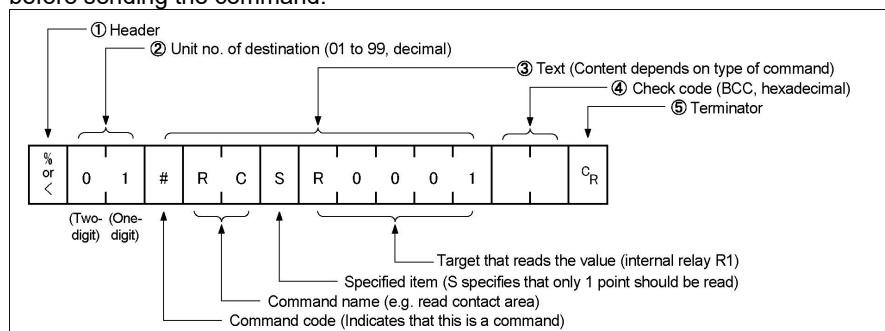 before sending the command.
① Header
② Unit no. of destination (01 to 99, decimal)
③ Text (Content depends on type of command)
④ Check code (BCC, hexadecimal)
⑤ Terminator
% or < 0 1 # R C S R 0 0 0 1 CR
(Two-digit) (One-digit)
Target that reads the value (internal relay R1)
Specified item (S specifies that only 1 point should be read)
Command name (e.g. read contact area)
Command code (Indicates that this is a command)